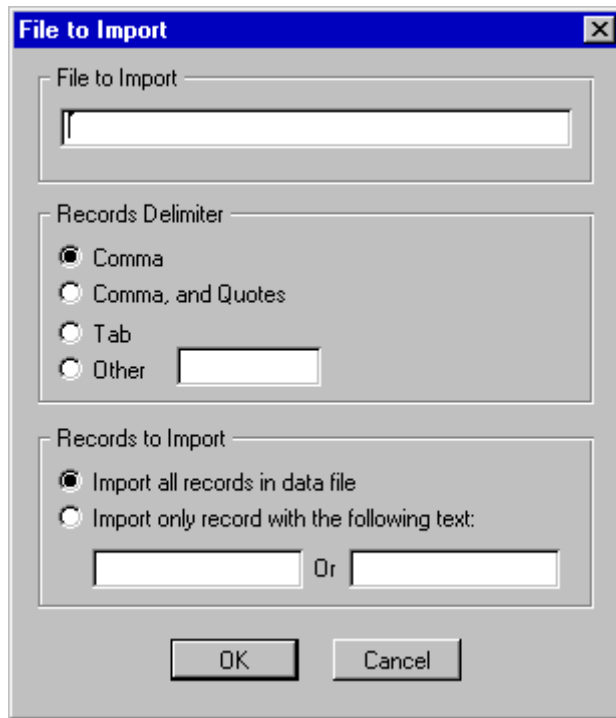 File to Import
File to Import
Records Delimiter
Comma
Comma, and Quotes
Tab
Other
Records to Import
Import all records in data file
Import only record with the following text:
Or
OK Cancel